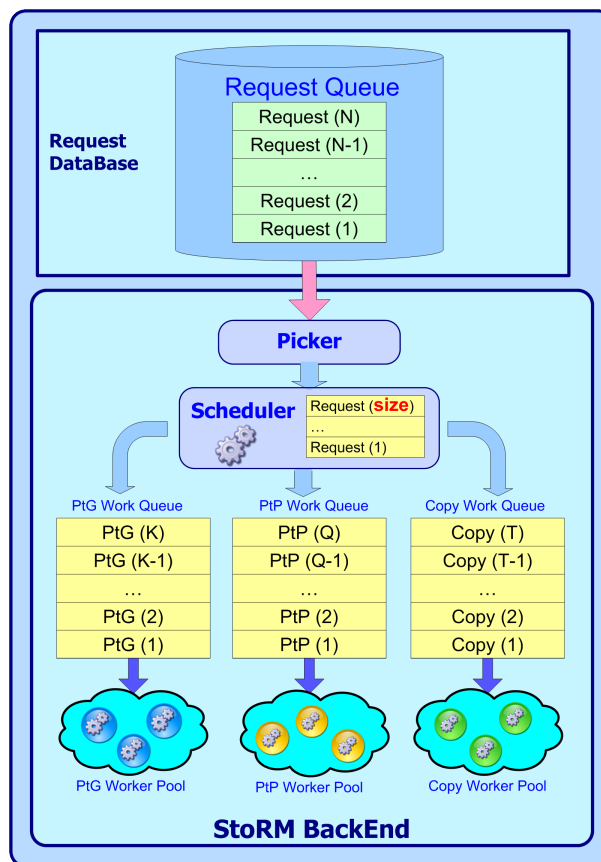 Request Queue
Request (N)
Request (N-1)
…
Request (2)
Request (1)
Request
DataBase
Picker
Scheduler
Request (size)
…
Request (1)
PtG Work Queue
PtP Work Queue
Copy Work Queue
PtG (K)
PtG (K-1)
…
PtG (2)
PtG (1)
PtP (Q)
PtP (Q-1)
…
PtP (2)
PtP (1)
Copy (T)
Copy (T-1)
…
Copy (2)
Copy (1)
PtG Worker Pool
PtP Worker Pool
Copy Worker Pool
StoRM BackEnd